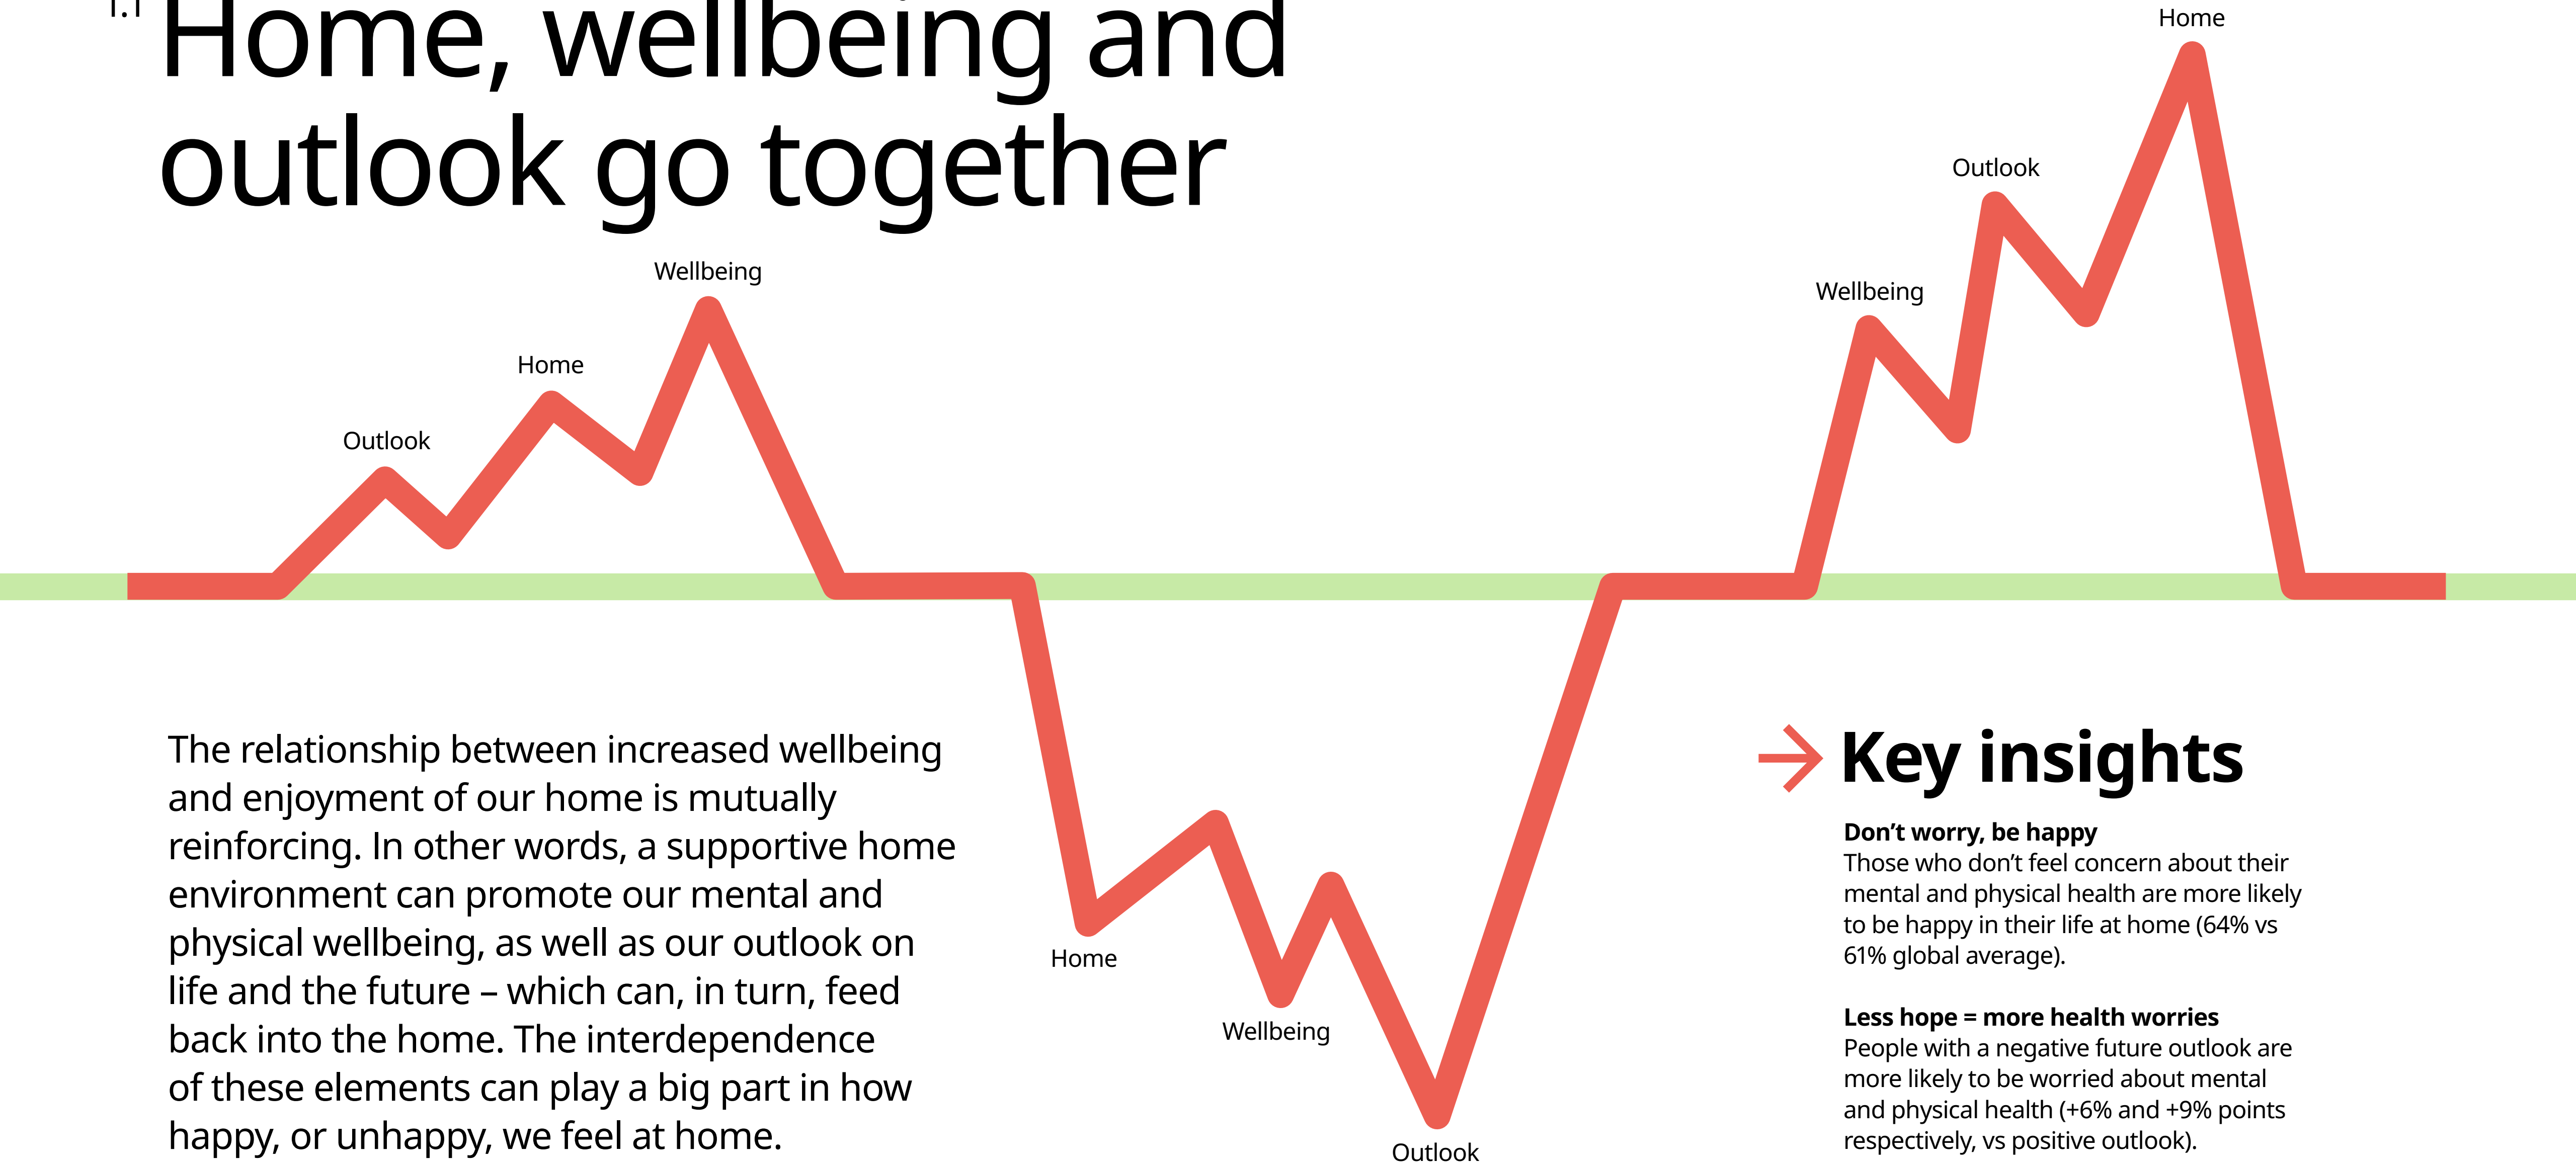 1.1
Home, wellbeing and
outlook go together
Outlook
Home
Wellbeing
Home
Wellbeing
Outlook
Wellbeing
Outlook
Home
The relationship between increased wellbeing
and enjoyment of our home is mutually
reinforcing. In other words, a supportive home
environment can promote our mental and
physical wellbeing, as well as our outlook on
life and the future – which can, in turn, feed
back into the home. The interdependence
of these elements can play a big part in how
happy, or unhappy, we feel at home.
Key insights
Don’t worry, be happy
Those who don’t feel concern about their
mental and physical health are more likely
to be happy in their life at home (64% vs
61% global average).
Less hope = more health worries
People with a negative future outlook are
more likely to be worried about mental
and physical health (+6% and +9% points
respectively, vs positive outlook).